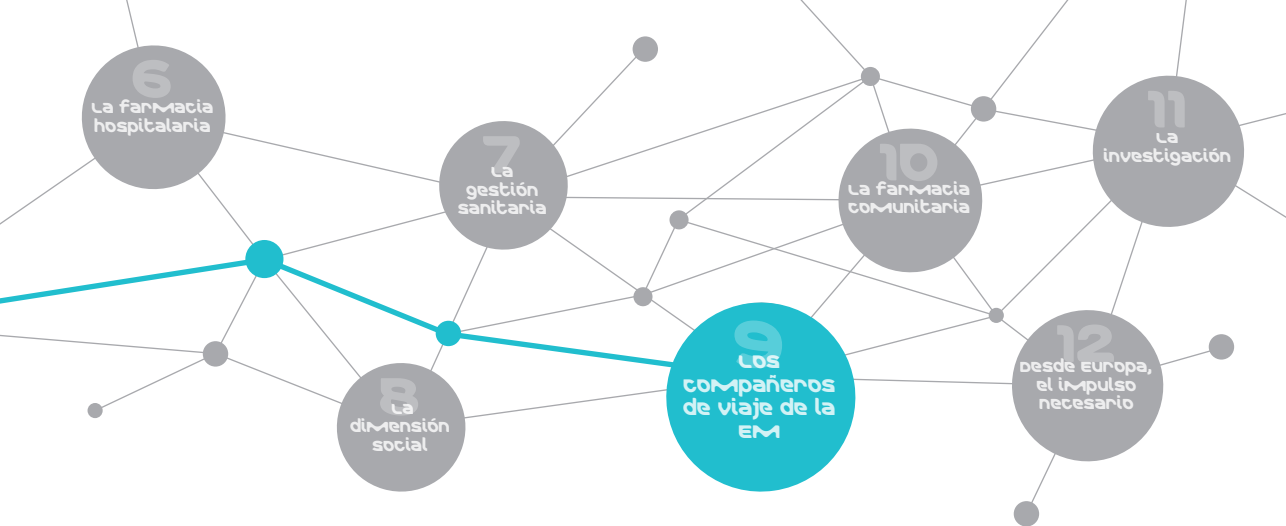 6
La farmacia
hospitalaria
7
La
gestión
sanitaria
8
La
dimensión
social
9
Los
compañeros
de viaje de la
EM
10
La farmacia
comunitaria
11
La
investigación
12
Desde Europa,
el impulso
necesario